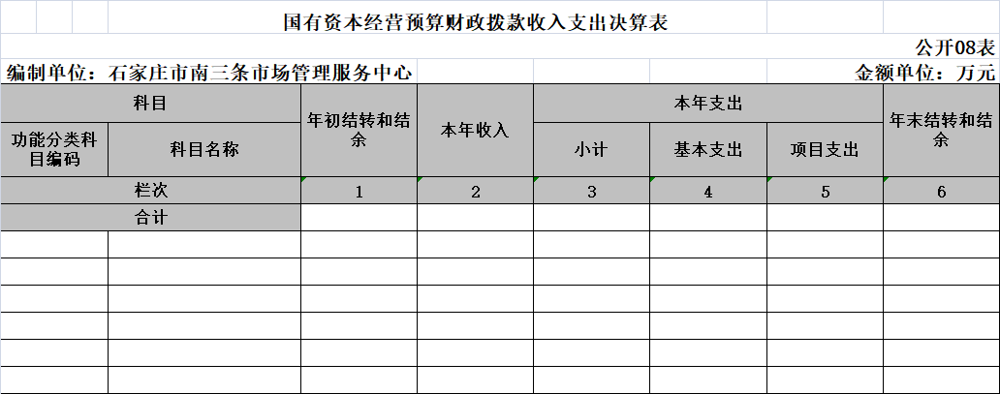 国有资本经营预算财政拨款收入支出决算表
公开08表
编制单位：石家庄市南三条市场管理服务中心 金额单位：万元
科目 年初结转和结余 本年收入 本年支出 年末结转和结余
功能分类科目编码 科目名称 小计 基本支出 项目支出
栏次 1 2 3 4 5 6
合计